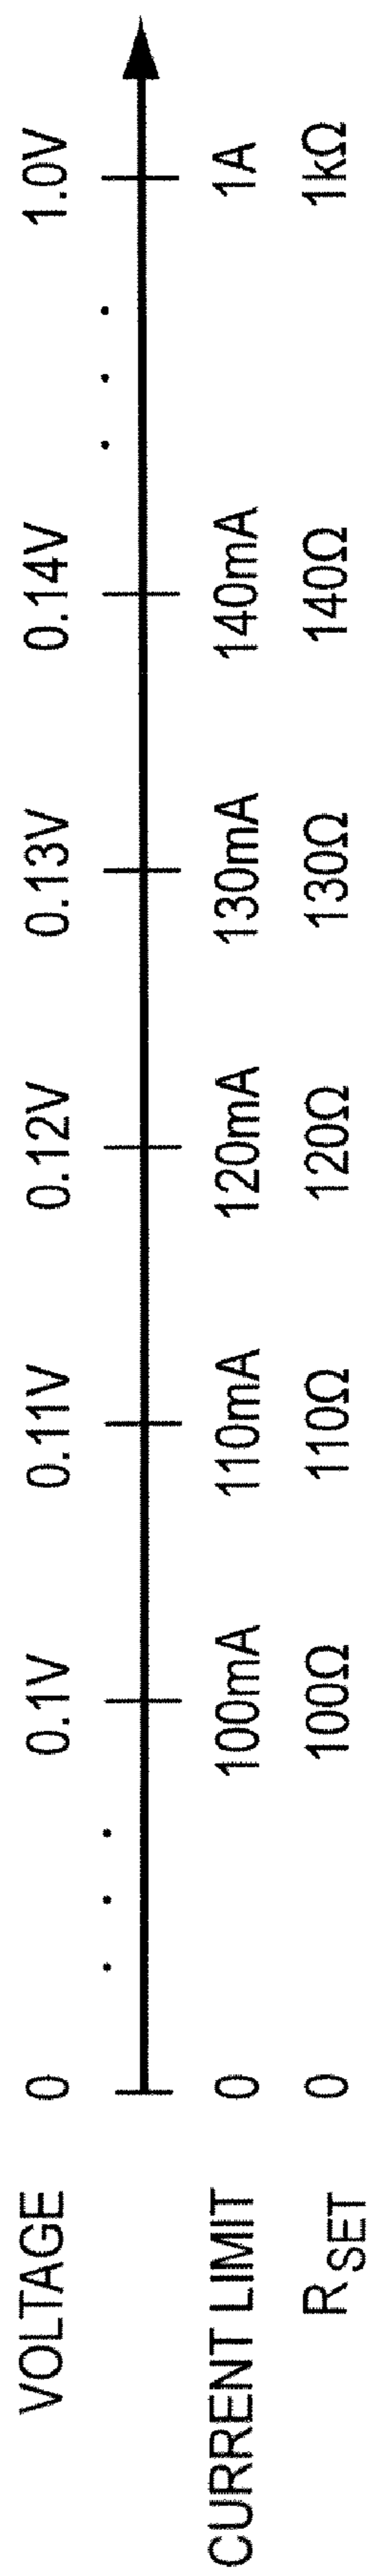 VOLTAGE 0 0.1V 0.11V 0.12V 0.13V 0.14V 1.0V
CURRENT LIMIT 0 100mA 110mA 120mA 130mA 140mA 1A
RSET 0 100Ω 110Ω 120Ω 130Ω 140Ω 1kΩ